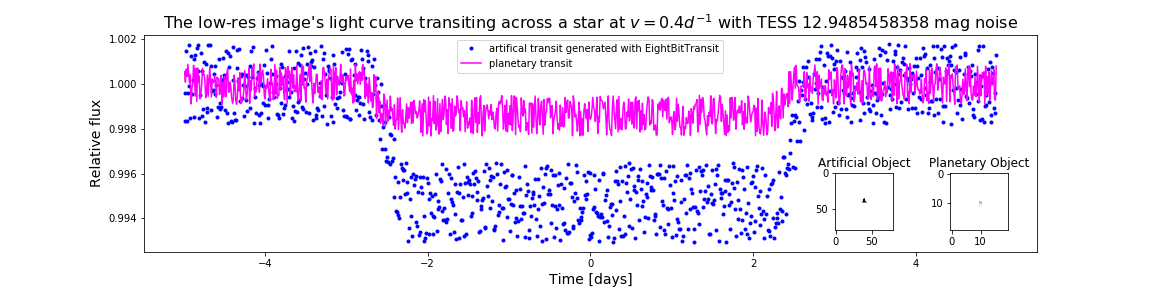 The low-res image's light curve transiting across a star at v = 0.4d⁻¹ with TESS 12.9485458358 mag noise
artifical transit generated with EightBitTransit
planetary transit
Relative flux
1.002
1.000
0.998
0.996
0.994
Artificial Object
0
50
0 50
Planetary Object
0
10
0 10
−4 −2 0 2 4
Time [days]